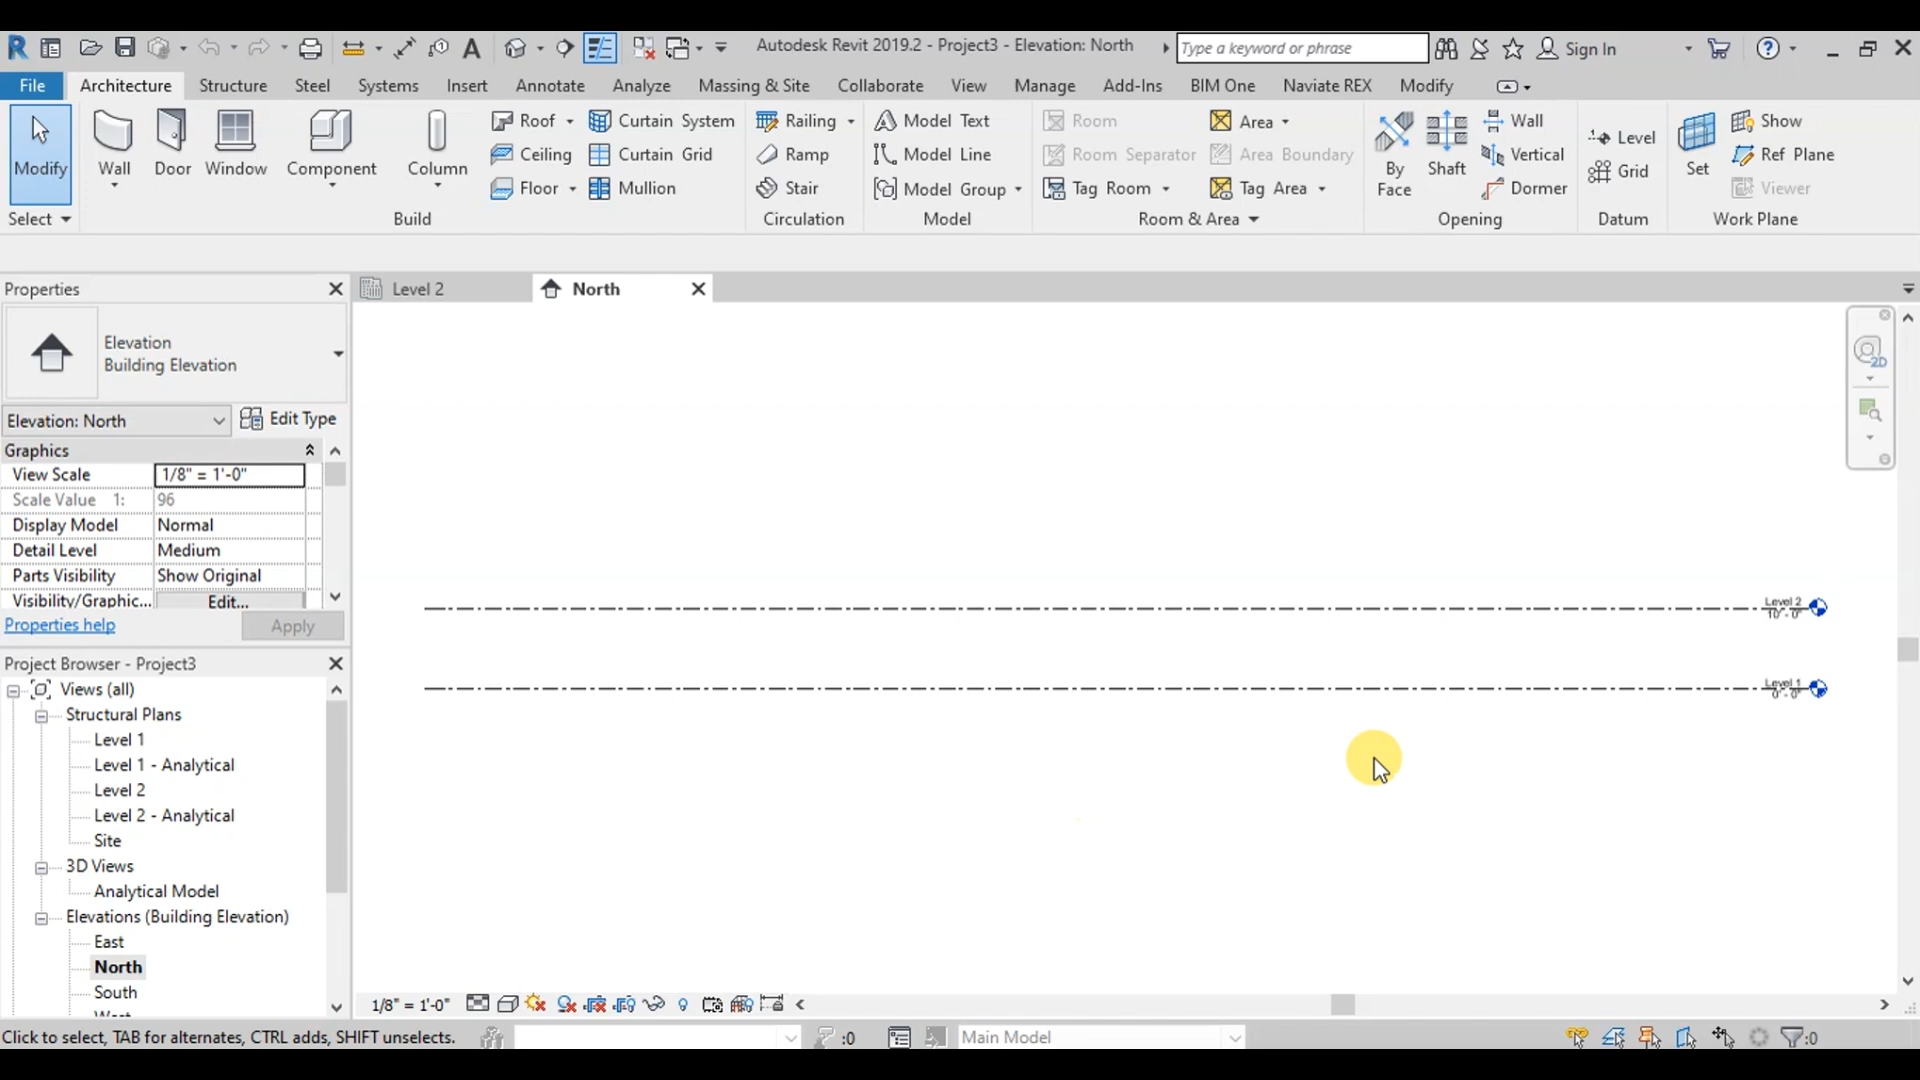 Autodesk Revit 2019.2 - Project3 - Elevation: North
Type a keyword or phrase
Sign In
File Architecture Structure Steel Systems Insert Annotate Analyze Massing & Site Collaborate View Manage Add-Ins BIM One Naviate REX Modify
Modify
Select
Wall
Door
Window
Component
Column
Roof
Ceiling
Floor
Curtain System
Curtain Grid
Mullion
Build
Railing
Ramp
Stair
Circulation
Model Text
Model Line
Model Group
Model
Room
Room Separator
Tag Room
Area
Area Boundary
Tag Area
Room & Area
By
Face
Shaft
Wall
Vertical
Dormer
Opening
Level
Grid
Datum
Set
Show
Ref Plane
Viewer
Work Plane
Properties
Elevation
Building Elevation
Elevation: North
Edit Type
Graphics
View Scale 1/8" = 1'-0"
Scale Value 1: 96
Display Model Normal
Detail Level Medium
Parts Visibility Show Original
Visibility/Graphic... Edit...
Properties help
Apply
Project Browser - Project3
Views (all)
Structural Plans
Level 1
Level 1 - Analytical
Level 2
Level 2 - Analytical
Site
3D Views
Analytical Model
Elevations (Building Elevation)
East
North
South
West
Level 2
North
2D
Level 2
10' - 0"
Level 1
0' - 0"
1/8" = 1'-0"
Click to select, TAB for alternates, CTRL adds, SHIFT unselects.
:0
Main Model
:0